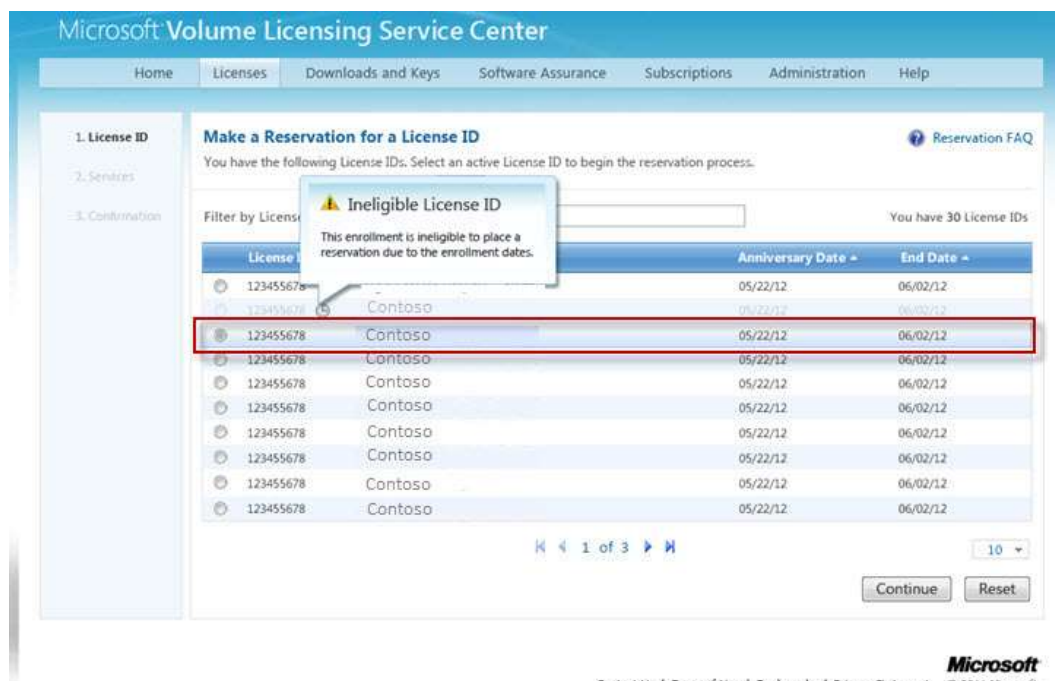 Microsoft Volume Licensing Service Center
Home Licenses Downloads and Keys Software Assurance Subscriptions Administration Help
1. License ID
2. Services
3. Confirmation
Make a Reservation for a License ID
Reservation FAQ
You have the following License IDs. Select an active License ID to begin the reservation process.
Ineligible License ID
This enrollment is ineligible to place a
reservation due to the enrollment dates.
Filter by License
You have 30 License IDs
License Anniversary Date End Date
123455678 05/22/12 06/02/12
123455678 Contoso 05/22/12 06/02/12
123455678 Contoso 05/22/12 06/02/12
123455678 Contoso 05/22/12 06/02/12
123455678 Contoso 05/22/12 06/02/12
123455678 Contoso 05/22/12 06/02/12
123455678 Contoso 05/22/12 06/02/12
123455678 Contoso 05/22/12 06/02/12
123455678 Contoso 05/22/12 06/02/12
123455678 Contoso 05/22/12 06/02/12
1 of 3
10
Continue Reset
Microsoft